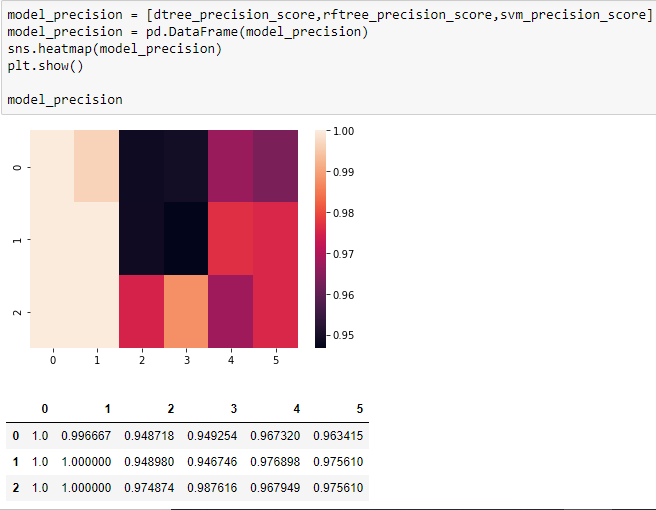 model_precision = [dtree_precision_score,rftree_precision_score,svm_precision_score]
model_precision = pd.DataFrame(model_precision)
sns.heatmap(model_precision)
plt.show()
model_precision
1.00
0.99
0.98
0.97
0.96
0.95
0
1
2
0 1 2 3 4 5
0 1 2 3 4 5
0 1.0 0.996667 0.948718 0.949254 0.967320 0.963415
1 1.0 1.000000 0.948980 0.946746 0.976898 0.975610
2 1.0 1.000000 0.974874 0.987616 0.967949 0.975610